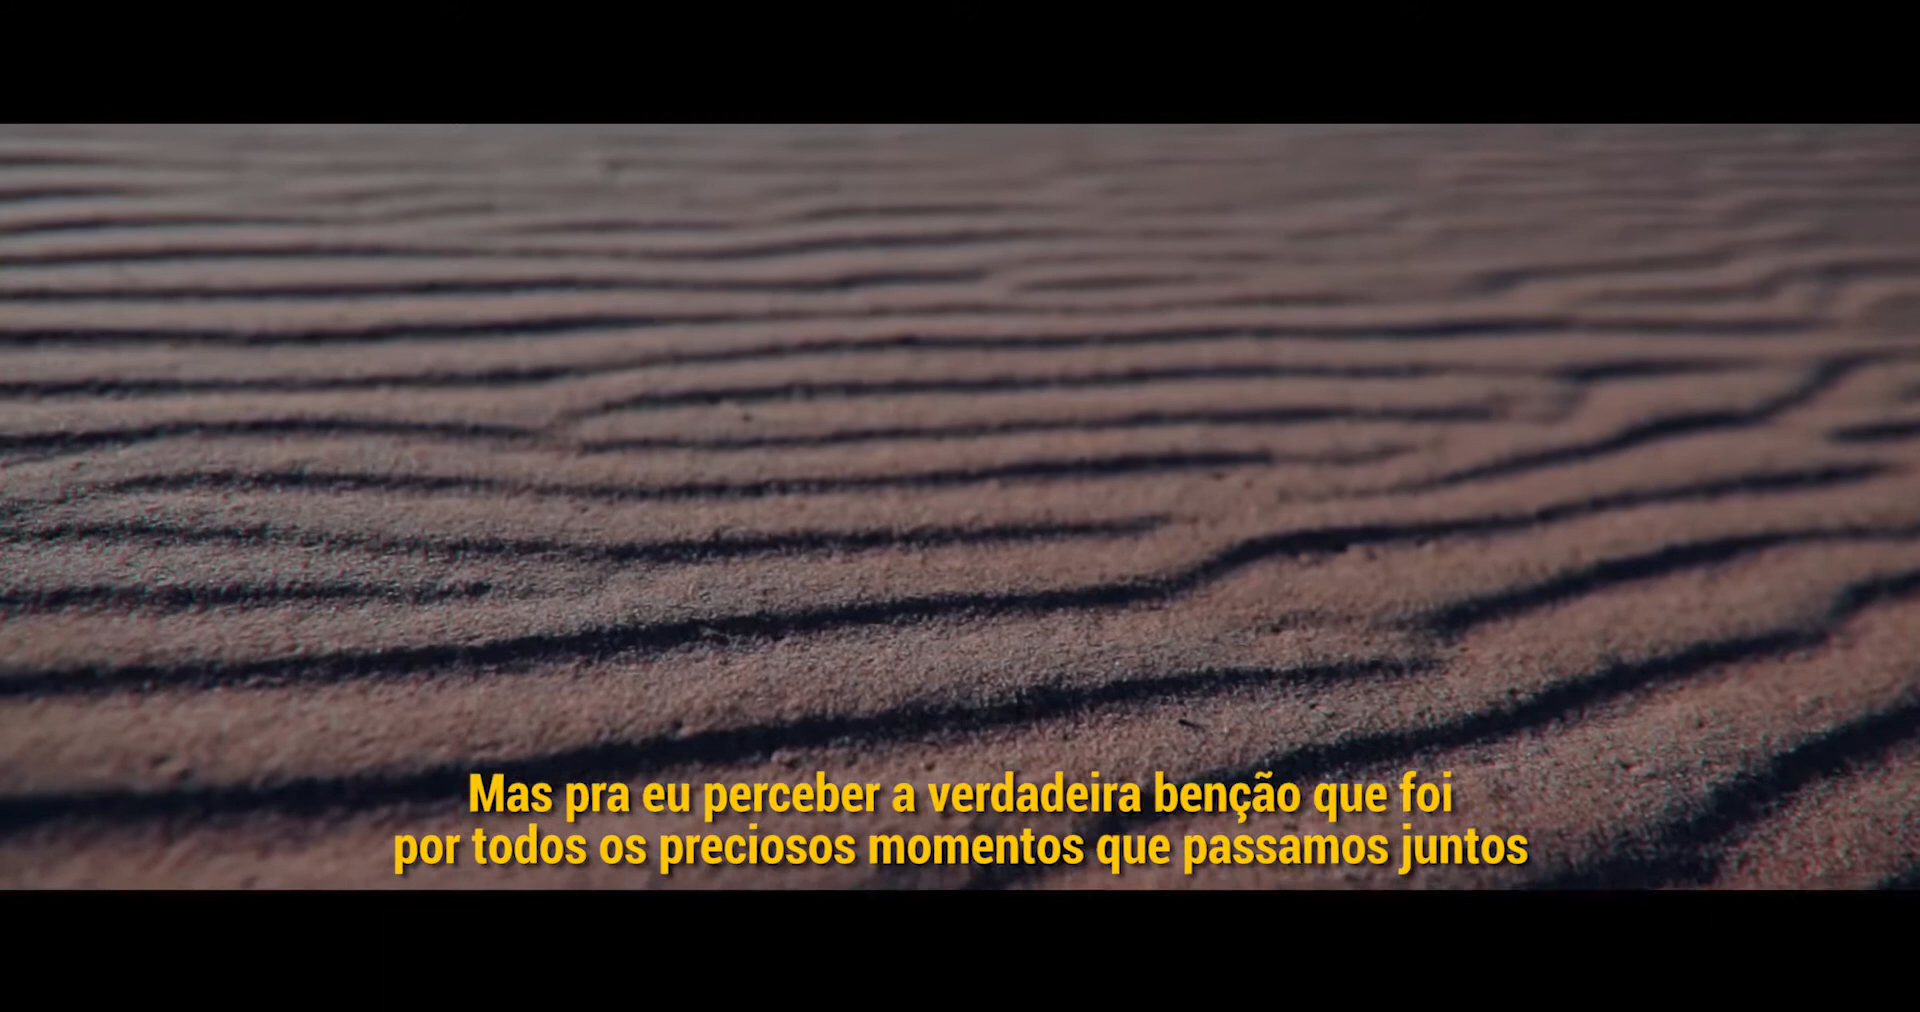 Mas pra eu perceber a verdadeira benção que foi
por todos os preciosos momentos que passamos juntos